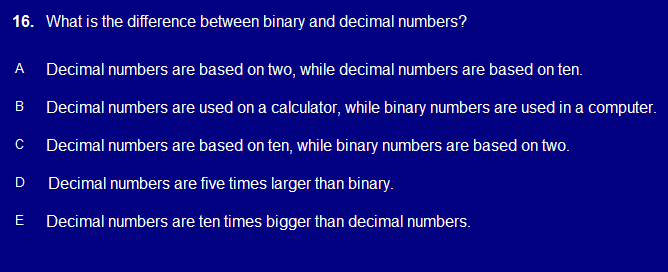 16. What is the difference between binary and decimal numbers?
A Decimal numbers are based on two, while decimal numbers are based on ten.
B Decimal numbers are used on a calculator, while binary numbers are used in a computer.
C Decimal numbers are based on ten, while binary numbers are based on two.
D Decimal numbers are five times larger than binary.
E Decimal numbers are ten times bigger than decimal numbers.